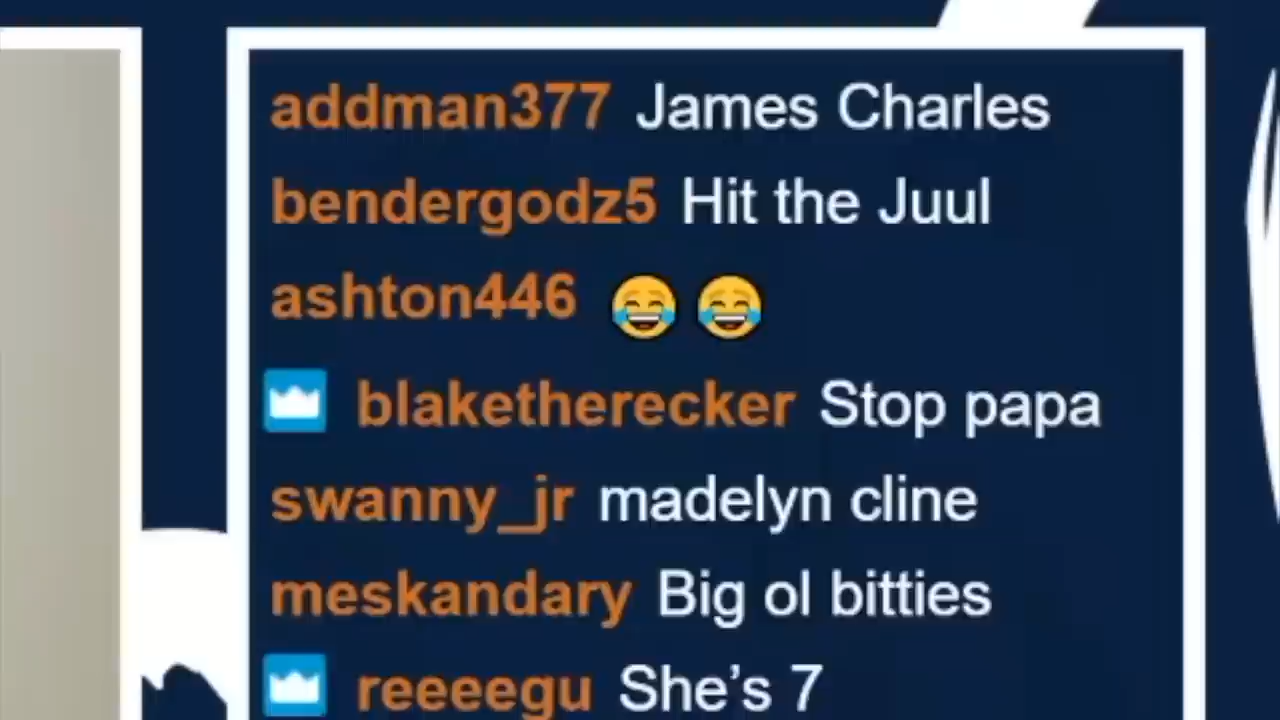 addman377 James Charles
bendergodz5 Hit the Juul
ashton446 😂 😂
blaketherecker Stop papa
swanny_jr madelyn cline
meskandary Big ol bitties
reeeegu She’s 7